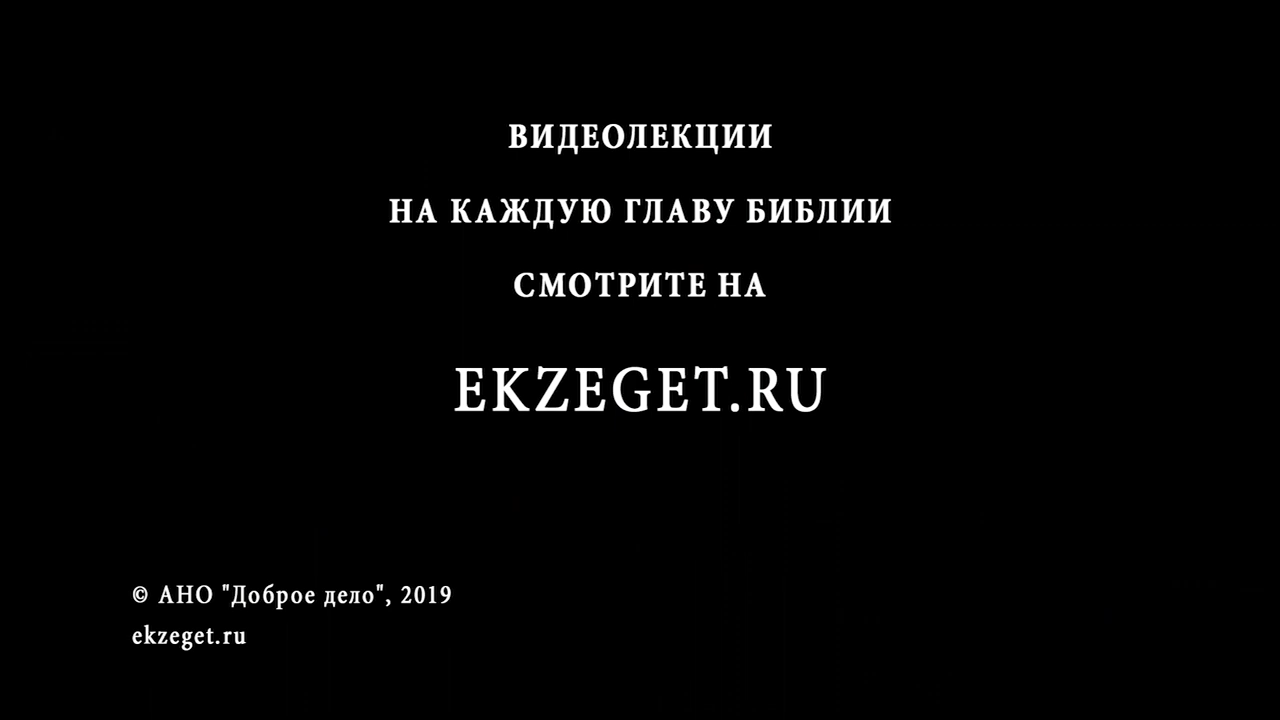 ВИДЕОЛЕКЦИИ
НА КАЖДУЮ ГЛАВУ БИБЛИИ
СМОТРИТЕ НА
EKZEGET.RU
© АНО "Доброе дело", 2019
ekzeget.ru